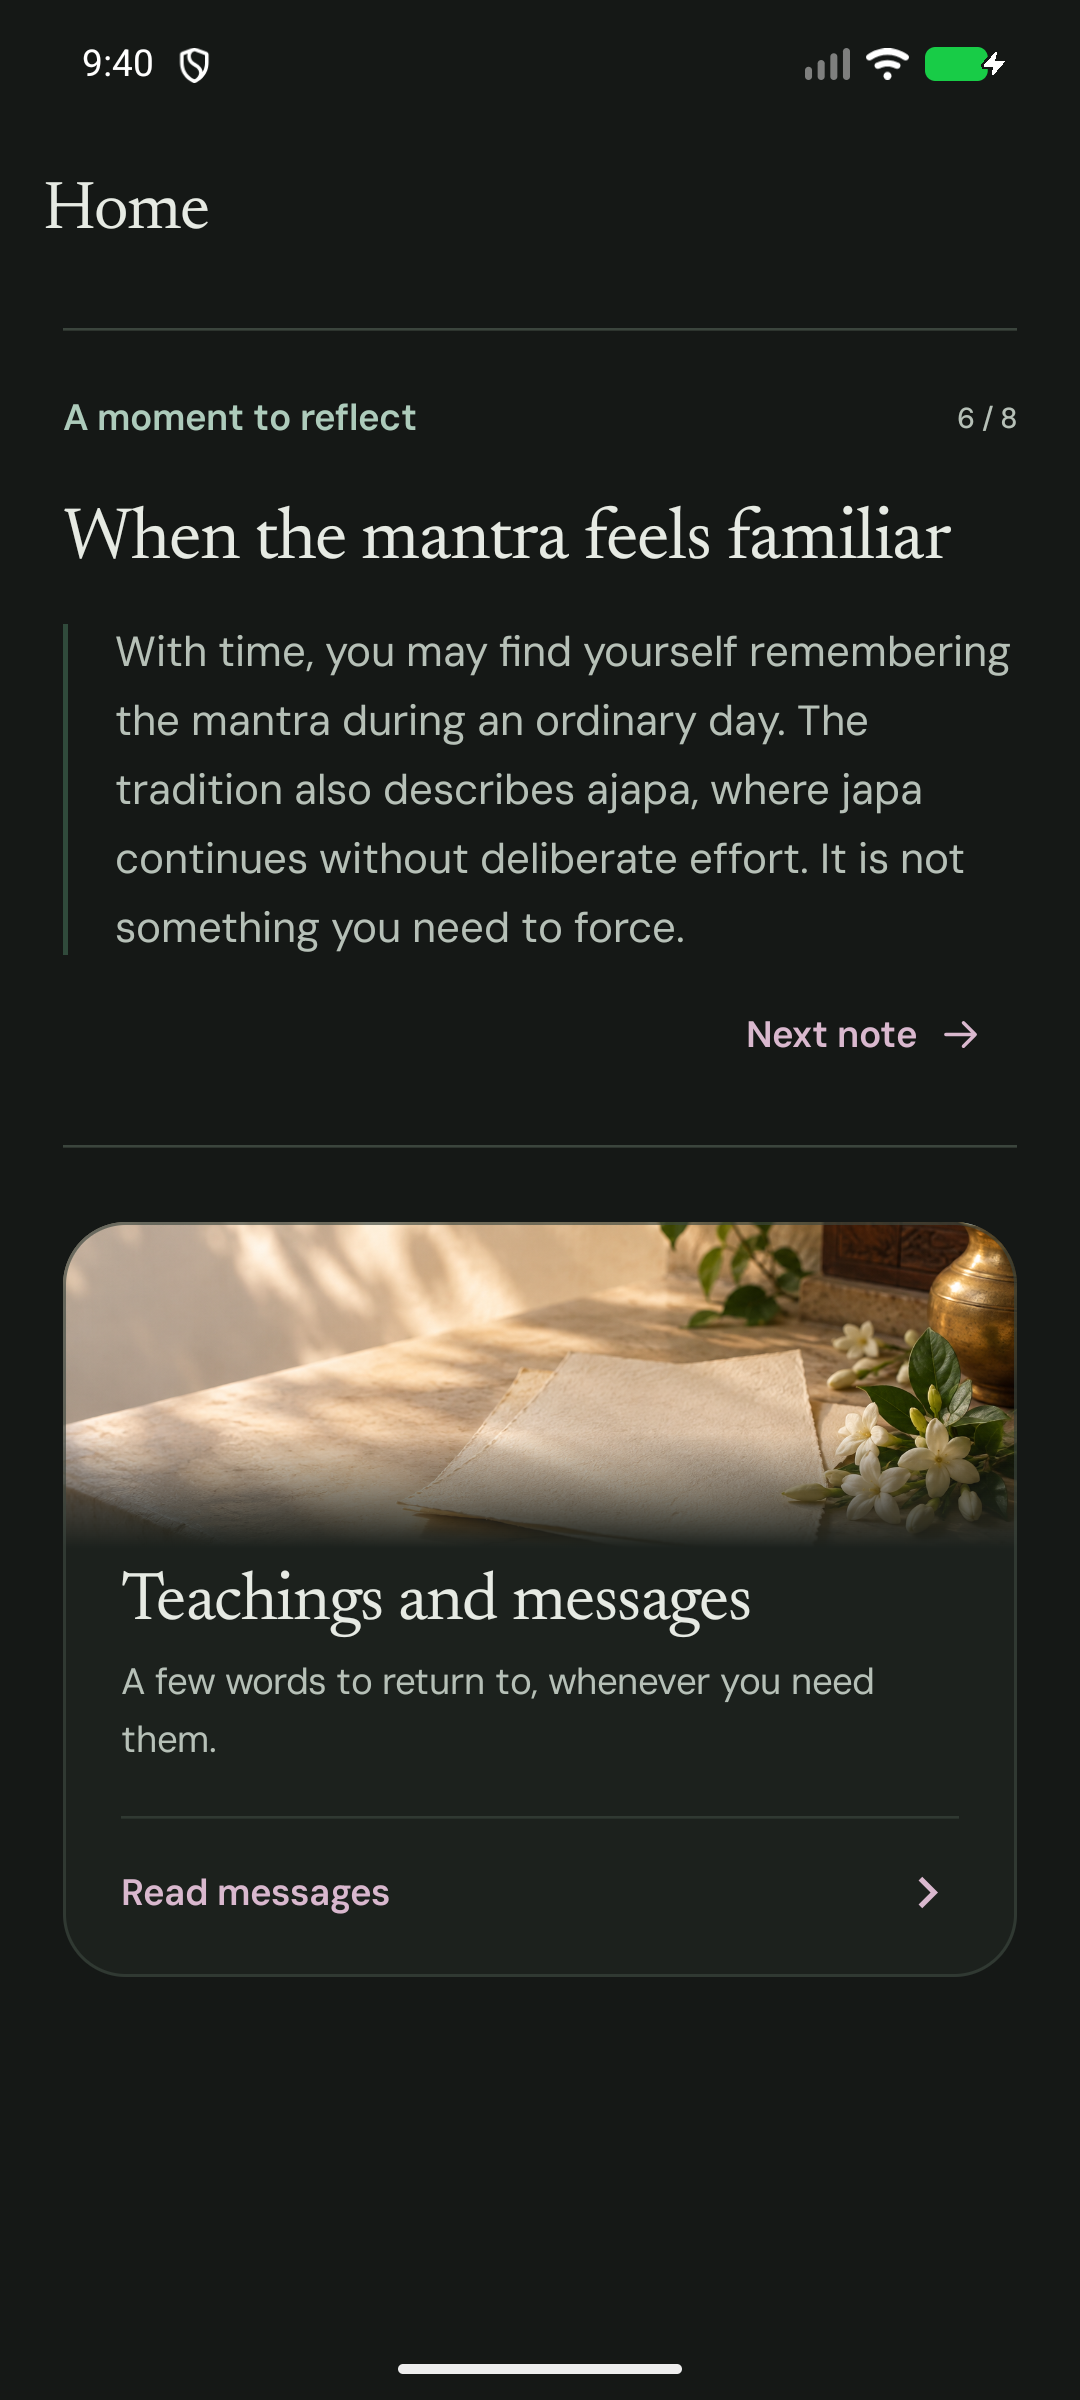 9:40
Home
A moment to reflect
6 / 8
When the mantra feels familiar
With time, you may find yourself remembering
the mantra during an ordinary day. The
tradition also describes ajapa, where japa
continues without deliberate effort. It is not
something you need to force.
Next note
Teachings and messages
A few words to return to, whenever you need
them.
Read messages